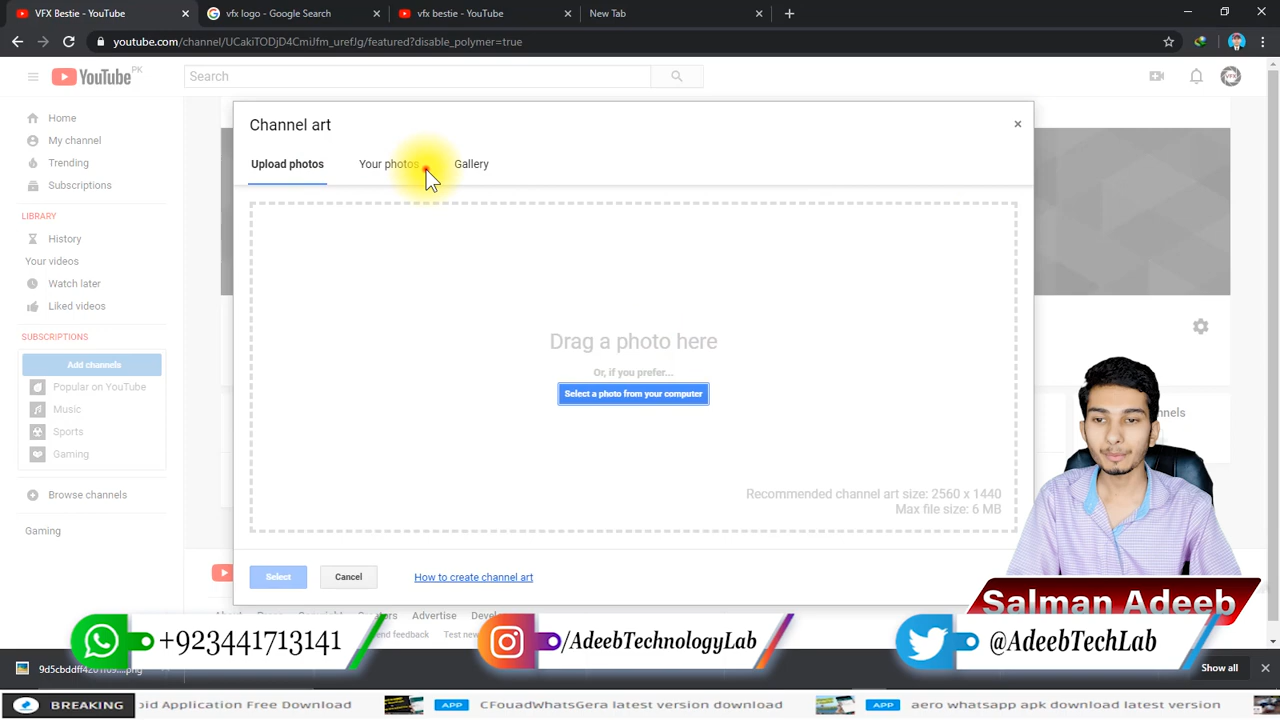 VFX Bestie - YouTube
vfx logo - Google Search
vfx bestie - YouTube
New Tab
youtube.com/channel/UCakiTODjD4CmiJfm_urefJg/featured?disable_polymer=true
YouTube PK
Search
VFX
Home
My channel
Trending
Subscriptions
LIBRARY
History
Your videos
Watch later
Liked videos
SUBSCRIPTIONS
Add channels
Popular on YouTube
Music
Sports
Gaming
Browse channels
Gaming
Channel art
Upload photos
Your photos
Gallery
Drag a photo here
Or, if you prefer...
Select a photo from your computer
Recommended channel art size: 2560 x 1440
Max file size: 6 MB
Select
Cancel
How to create channel art
Advertise
Salman Adeeb
+923441713141
/AdeebTechnologyLab
@AdeebTechLab
Show all
BREAKING
oid Application Free Download
APP
CFouadWhatsGera latest version download
APP
aero whatsapp apk download latest version